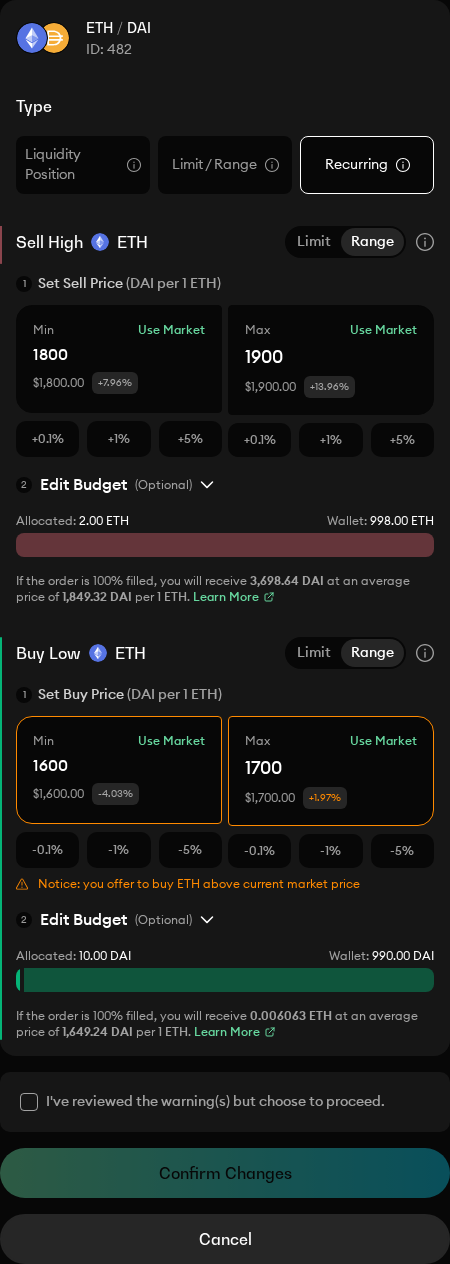 ETH / DAI
ID: 482
Type
Liquidity
Position
Limit / Range
Recurring
Sell High ETH
Limit Range
1 Set Sell Price (DAI per 1 ETH)
Min Use Market
1800
$1,800.00 +7.96%
Max Use Market
1900
$1,900.00 +13.96%
+0.1% +1% +5% +0.1% +1% +5%
2 Edit Budget (Optional)
Allocated: 2.00 ETH Wallet: 998.00 ETH
If the order is 100% filled, you will receive 3,698.64 DAI at an average
price of 1,849.32 DAI per 1 ETH. Learn More
Buy Low ETH
Limit Range
1 Set Buy Price (DAI per 1 ETH)
Min Use Market
1600
$1,600.00 -4.03%
Max Use Market
1700
$1,700.00 +1.97%
-0.1% -1% -5% -0.1% -1% -5%
Notice: you offer to buy ETH above current market price
2 Edit Budget (Optional)
Allocated: 10.00 DAI Wallet: 990.00 DAI
If the order is 100% filled, you will receive 0.006063 ETH at an average
price of 1,649.24 DAI per 1 ETH. Learn More
I've reviewed the warning(s) but choose to proceed.
Confirm Changes
Cancel